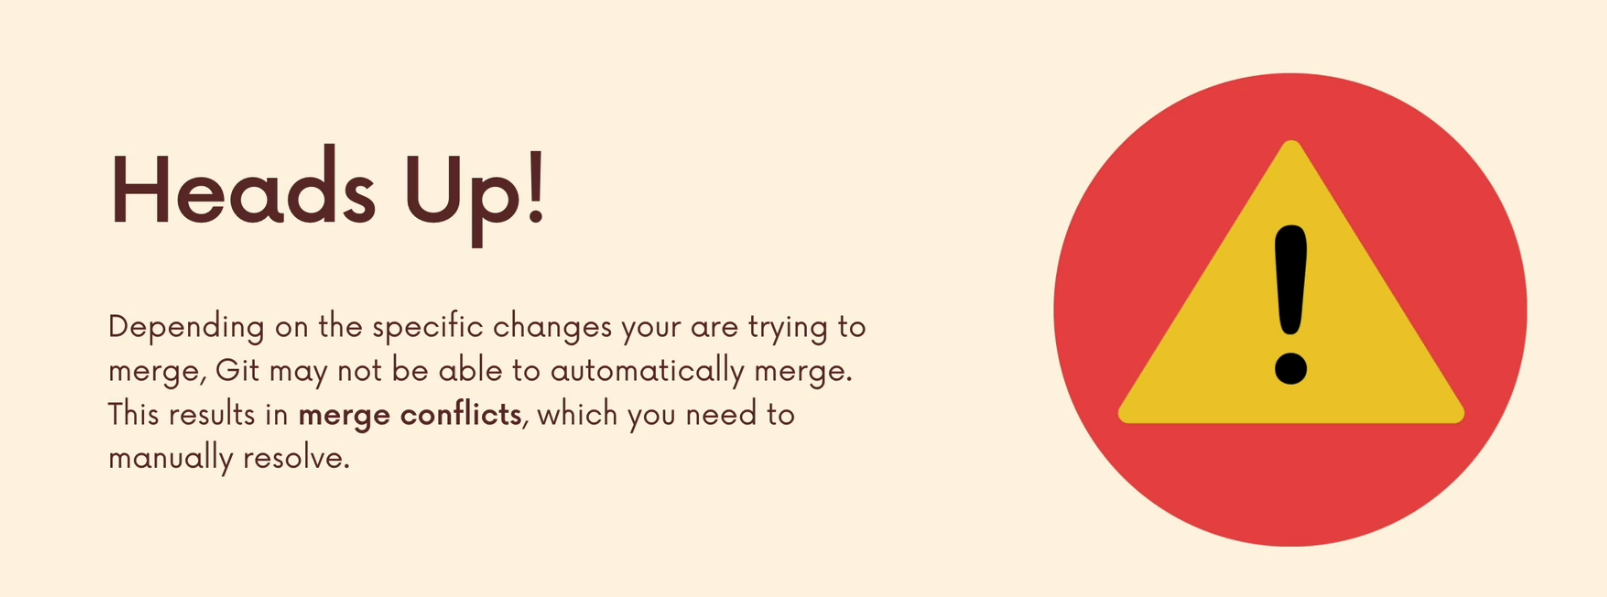 Heads Up!
Depending on the specific changes your are trying to
merge, Git may not be able to automatically merge.
This results in merge conflicts, which you need to
manually resolve.